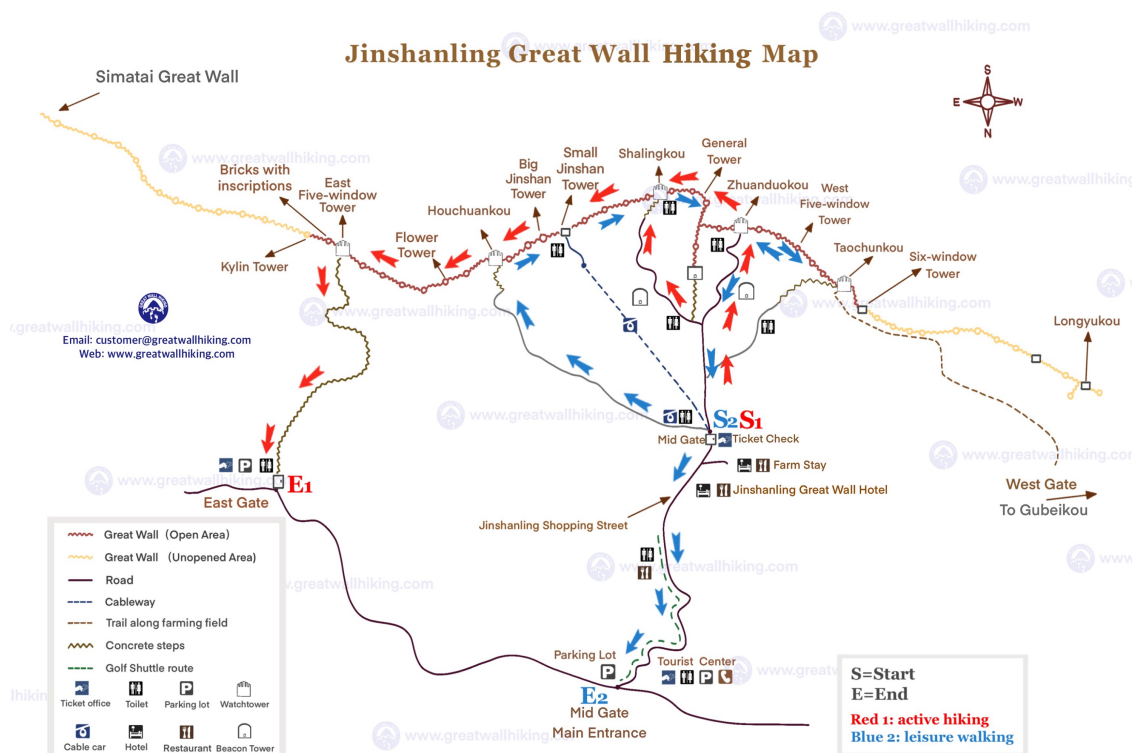 Jinshanling Great Wall Hiking Map
www.greatwallhiking.com
S
E W
N
Simatai Great Wall
Bricks with
inscriptions
East
Five-window
Tower
Kylin Tower
Flower
Tower
Houchuankou
Big
Jinshan
Tower
Small
Jinshan
Tower
Shalingkou
General
Tower
Zhuanduokou
West
Five-window
Tower
Taochunkou
Six-window
Tower
Longyukou
Email: customer@greatwallhiking.com
Web: www.greatwallhiking.com
S2 S1
Mid Gate
Ticket Check
Farm Stay
Jinshanling Great Wall Hotel
Jinshanling Shopping Street
West Gate
To Gubeikou
P
E1
East Gate
Parking Lot
P
Tourist Center
P
E2
Mid Gate
Main Entrance
Great Wall (Open Area)
Great Wall (Unopened Area)
Road
Cableway
Trail along farming field
Concrete steps
Golf Shuttle route
P
Ticket office
Toilet
Parking lot
Watchtower
Cable car
Hotel
Restaurant
Beacon Tower
S=Start
E=End
Red 1: active hiking
Blue 2: leisure walking